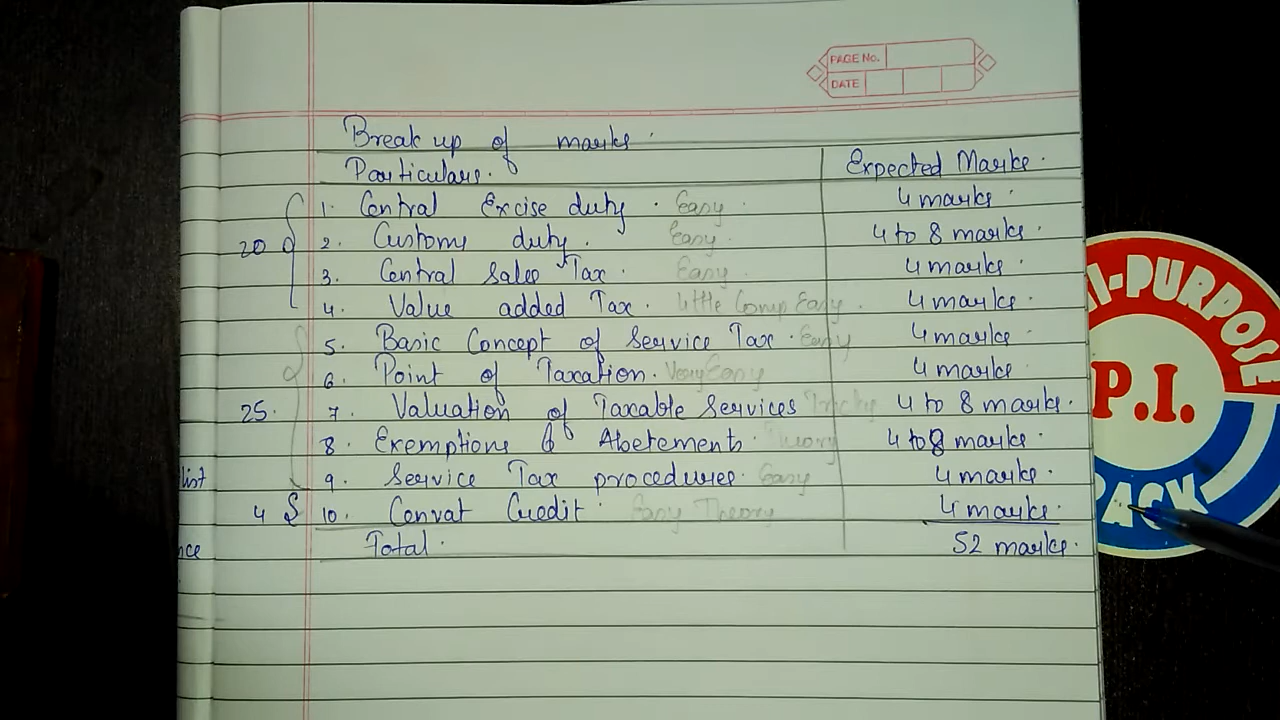 PAGE No.
DATE
Break up of marks.
Particulars. Expected Marks.
1. Central Excise duty. Easy. 4 marks.
20 2. Customs duty. Easy. 4 to 8 marks.
3. Central Sales Tax. Easy. 4 marks.
4. Value added Tax. little Comp Easy. 4 marks.
5. Basic Concept of Service Tax. Easy 4 marks.
6. Point of Taxation. Very Easy 4 marks.
25. 7. Valuation of Taxable Services Tricky 4 to 8 marks.
8. Exemptions & Abetements. Theory 4 to 8 marks.
list 9. Service Tax procedures. Easy 4 marks.
4 10. Cenvat Credit. Easy Theory 4 marks.
nce Total. 52 marks.
I-PURPOSE
P.I.
PACK